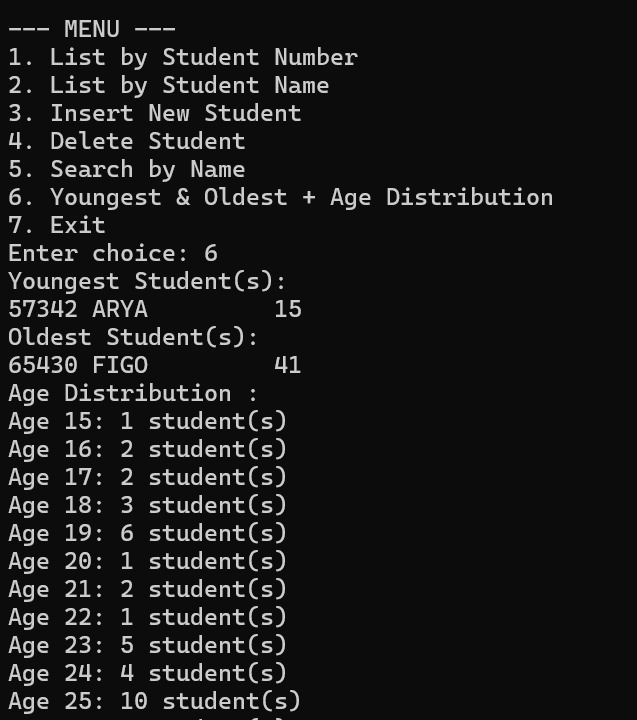 --- MENU ---
1. List by Student Number
2. List by Student Name
3. Insert New Student
4. Delete Student
5. Search by Name
6. Youngest & Oldest + Age Distribution
7. Exit
Enter choice: 6
Youngest Student(s):
57342 ARYA         15
Oldest Student(s):
65430 FIGO         41
Age Distribution :
Age 15: 1 student(s)
Age 16: 2 student(s)
Age 17: 2 student(s)
Age 18: 3 student(s)
Age 19: 6 student(s)
Age 20: 1 student(s)
Age 21: 2 student(s)
Age 22: 1 student(s)
Age 23: 5 student(s)
Age 24: 4 student(s)
Age 25: 10 student(s)